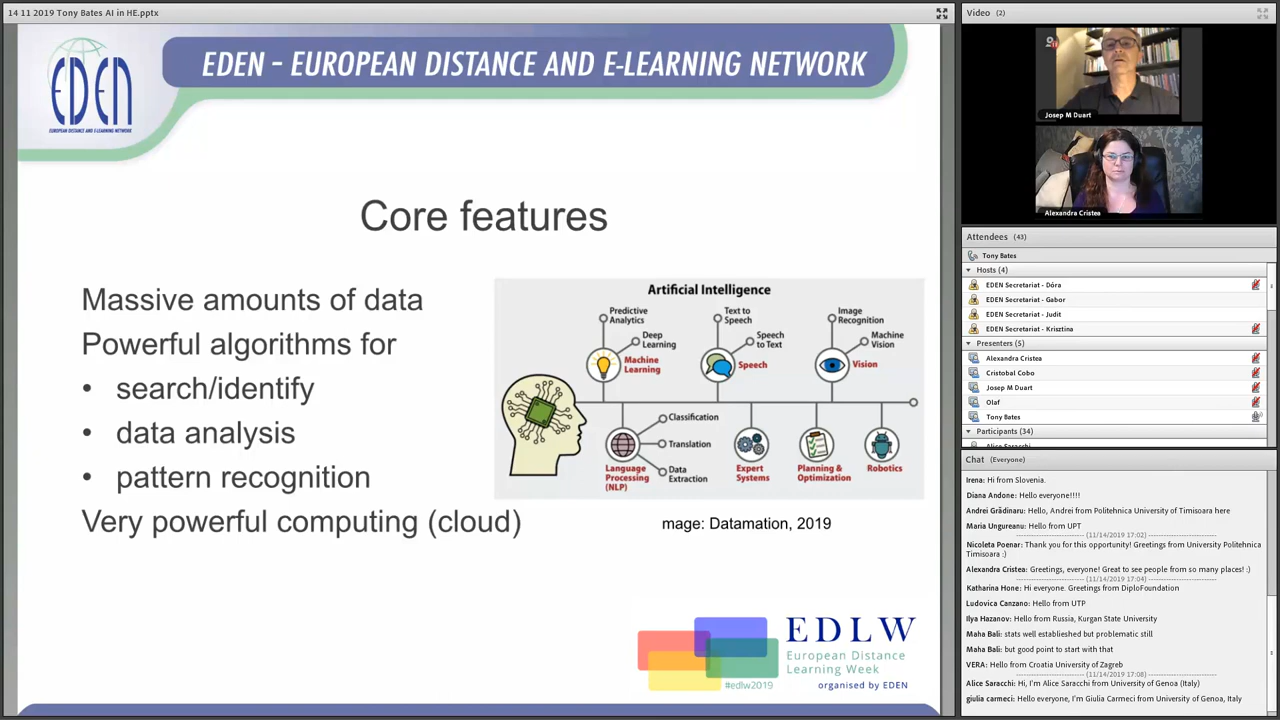 14 11 2019 Tony Bates AI in HE.pptx
EDEN
EUROPEAN DISTANCE AND E-LEARNING NETWORK
EDEN – EUROPEAN DISTANCE AND E-LEARNING NETWORK
Core features
Massive amounts of data
Powerful algorithms for
• search/identify
• data analysis
• pattern recognition
Very powerful computing (cloud)
Artificial Intelligence
Predictive
Analytics
Deep
Learning
Machine
Learning
Text to
Speech
Speech
to Text
Speech
Image
Recognition
Machine
Vision
Vision
Classification
Translation
Data
Extraction
Language
Processing
(NLP)
Expert
Systems
Planning &
Optimization
Robotics
mage: Datamation, 2019
EDLW
European Distance
Learning Week
#edlw2019
organised by EDEN
Video (2)
Josep M Duart
Alexandra Cristea
Attendees (43)
Tony Bates
Hosts (4)
EDEN Secretariat - Dóra
EDEN Secretariat - Gabor
EDEN Secretariat - Judit
EDEN Secretariat - Krisztina
Presenters (5)
Alexandra Cristea
Cristobal Cobo
Josep M Duart
Olaf
Tony Bates
Participants (34)
Alice Saracchi
Chat (Everyone)
Irena: Hi from Slovenia.
Diana Andone: Hello everyone!!!!
Andrei Grădinaru: Hello, Andrei from Politehnica University of Timisoara here
Maria Ungureanu: Hello from UPT
(11/14/2019 17:02)
Nicoleta Poenar: Thank you for this opportunity! Greetings from University Politehnica
Timisoara :)
Alexandra Cristea: Greetings, everyone! Great to see people from so many places! :)
(11/14/2019 17:04)
Katharina Hone: Hi everyone. Greetings from DiploFoundation
Ludovica Canzano: Hello from UTP
Ilya Hazanov: Hello from Russia, Kurgan State University
Maha Bali: stats well establieshed but problematic still
Maha Bali: but good point to start with that
VERA: Hello from Croatia University of Zagreb
(11/14/2019 17:08)
Alice Saracchi: Hi, I'm Alice Saracchi from University of Genoa (Italy)
giulia carmeci: Hello everyone, I'm Giulia Carmeci from University of Genoa, Italy